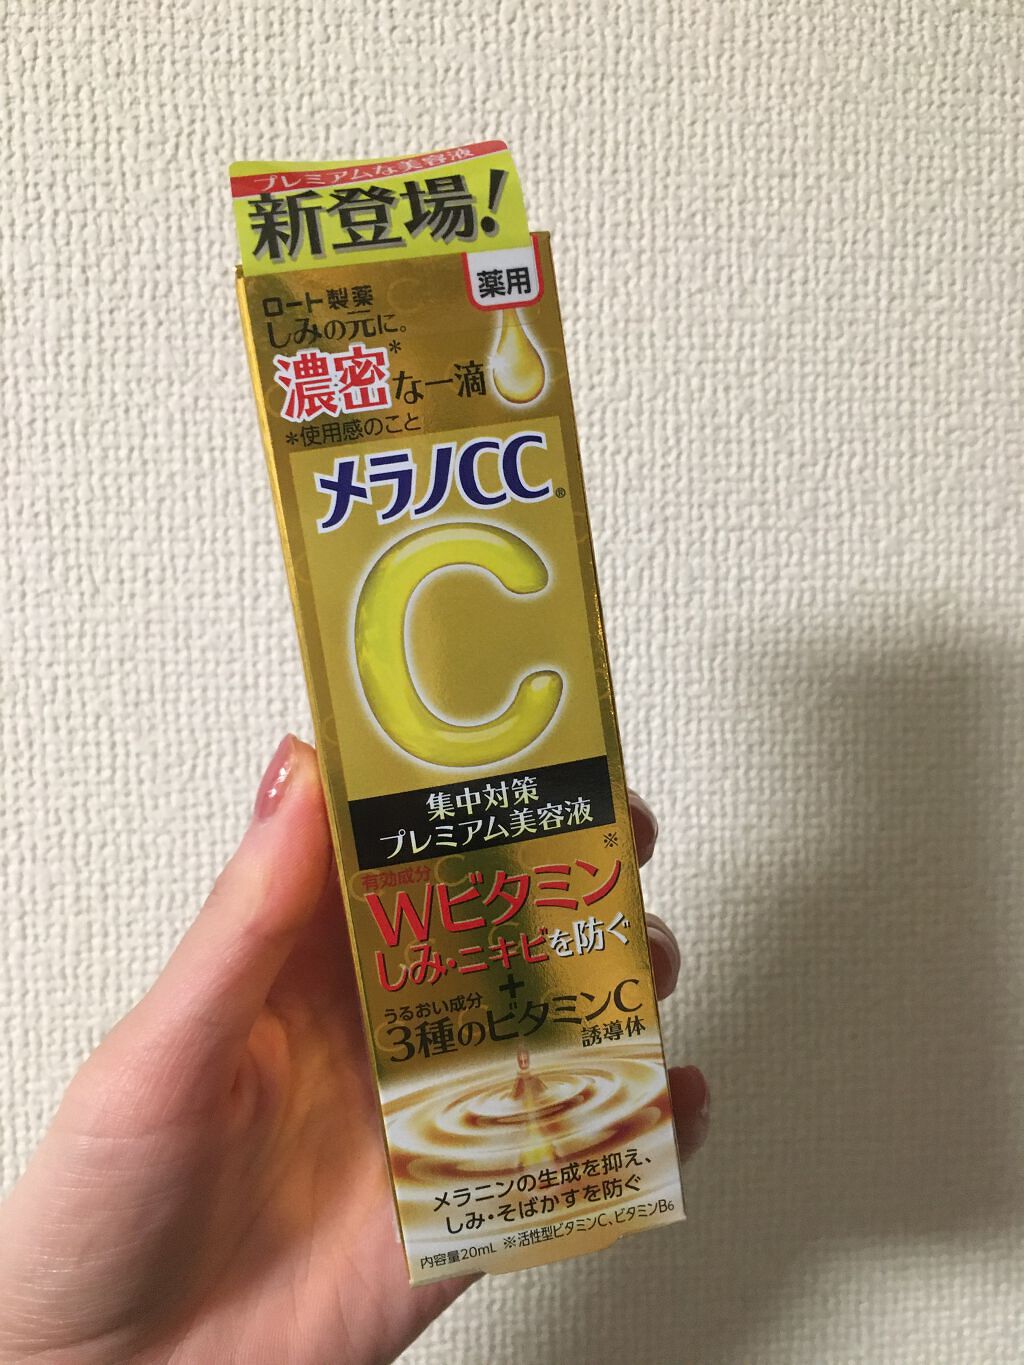 プレミアムな美容液
新登場!
薬用
ロート製薬
しみの元に。
濃密*な一滴
*使用感のこと
メラノCC®
C
集中対策
プレミアム美容液
有効成分
Wビタミン※
しみ・ニキビを防ぐ
+
うるおい成分
3種のビタミンC
誘導体
メラニンの生成を抑え、
しみ・そばかすを防ぐ
内容量20mL ※活性型ビタミンC、ビタミンB6